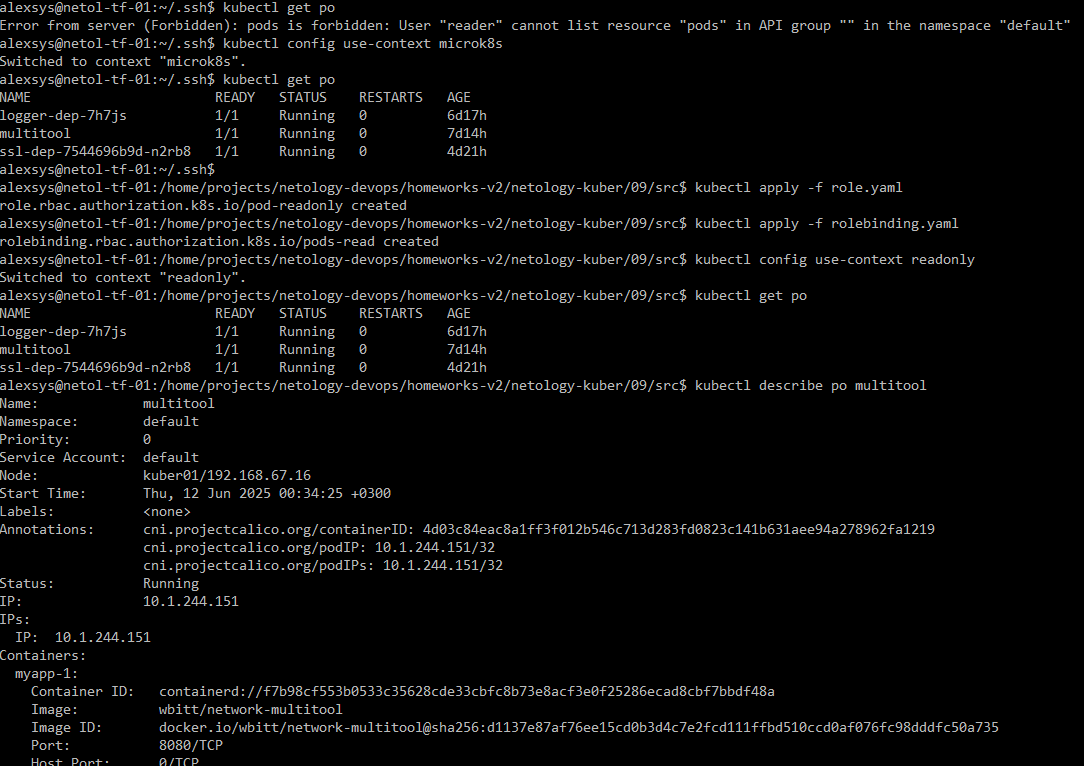 alexsys@netol-tf-01:~/.ssh$ kubectl get po
Error from server (Forbidden): pods is forbidden: User "reader" cannot list resource "pods" in API group "" in the namespace "default"
alexsys@netol-tf-01:~/.ssh$ kubectl config use-context microk8s
Switched to context "microk8s".
alexsys@netol-tf-01:~/.ssh$ kubectl get po
NAME                       READY   STATUS    RESTARTS   AGE
logger-dep-7h7js           1/1     Running   0          6d17h
multitool                  1/1     Running   0          7d14h
ssl-dep-7544696b9d-n2rb8   1/1     Running   0          4d21h
alexsys@netol-tf-01:~/.ssh$
alexsys@netol-tf-01:/home/projects/netology-devops/homeworks-v2/netology-kuber/09/src$ kubectl apply -f role.yaml
role.rbac.authorization.k8s.io/pod-readonly created
alexsys@netol-tf-01:/home/projects/netology-devops/homeworks-v2/netology-kuber/09/src$ kubectl apply -f rolebinding.yaml
rolebinding.rbac.authorization.k8s.io/pods-read created
alexsys@netol-tf-01:/home/projects/netology-devops/homeworks-v2/netology-kuber/09/src$ kubectl config use-context readonly
Switched to context "readonly".
alexsys@netol-tf-01:/home/projects/netology-devops/homeworks-v2/netology-kuber/09/src$ kubectl get po
NAME                       READY   STATUS    RESTARTS   AGE
logger-dep-7h7js           1/1     Running   0          6d17h
multitool                  1/1     Running   0          7d14h
ssl-dep-7544696b9d-n2rb8   1/1     Running   0          4d21h
alexsys@netol-tf-01:/home/projects/netology-devops/homeworks-v2/netology-kuber/09/src$ kubectl describe po multitool
Name:             multitool
Namespace:        default
Priority:         0
Service Account:  default
Node:             kuber01/192.168.67.16
Start Time:       Thu, 12 Jun 2025 00:34:25 +0300
Labels:           <none>
Annotations:      cni.projectcalico.org/containerID: 4d03c84eac8a1ff3f012b546c713d283fd0823c141b631aee94a278962fa1219
                  cni.projectcalico.org/podIP: 10.1.244.151/32
                  cni.projectcalico.org/podIPs: 10.1.244.151/32
Status:           Running
IP:               10.1.244.151
IPs:
  IP:  10.1.244.151
Containers:
  myapp-1:
    Container ID:   containerd://f7b98cf553b0533c35628cde33cbfc8b73e8acf3e0f25286ecad8cbf7bbdf48a
    Image:          wbitt/network-multitool
    Image ID:       docker.io/wbitt/network-multitool@sha256:d1137e87af76ee15cd0b3d4c7e2fcd111ffbd510ccd0af076fc98dddfc50a735
    Port:           8080/TCP
    Host Port:      0/TCP